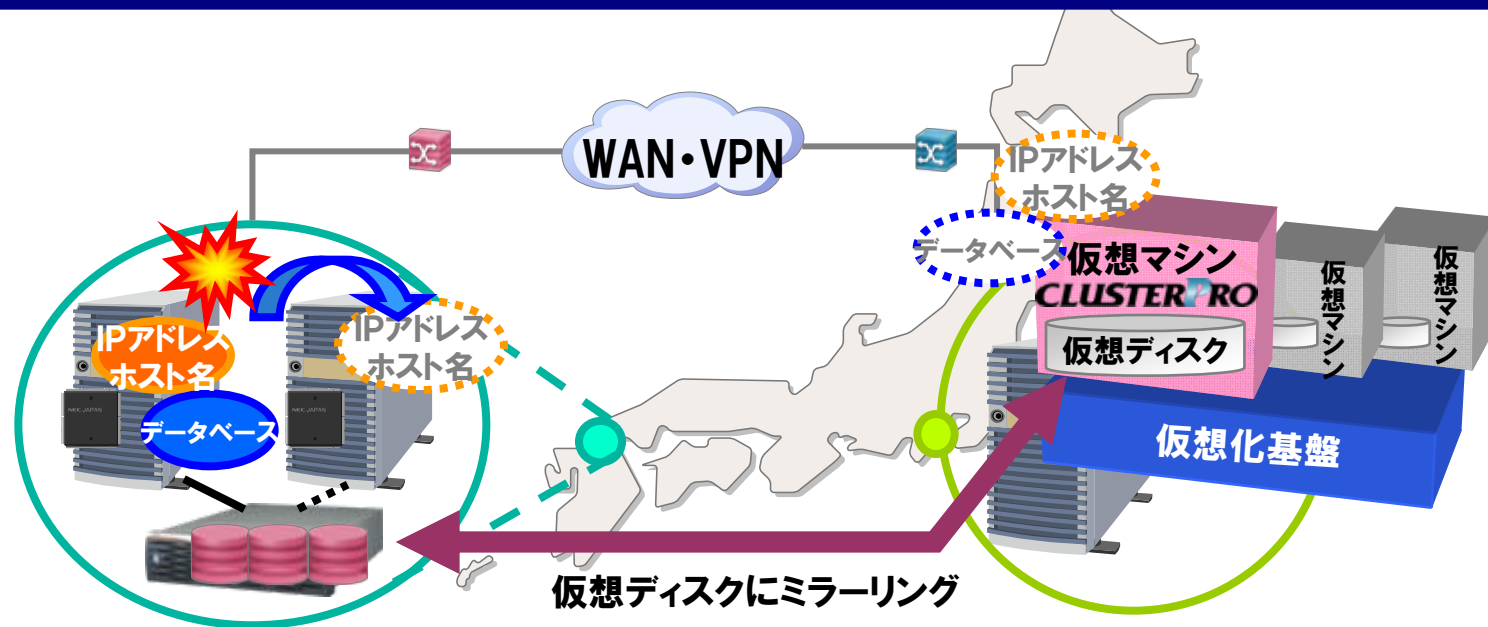 WAN・VPN
IPアドレス
ホスト名
データベース
仮想マシン
CLUSTERPRO
仮想ディスク
仮想マシン
仮想マシン
仮想化基盤
IPアドレス
ホスト名
データベース
IPアドレス
ホスト名
NEC JAPAN
NEC JAPAN
仮想ディスクにミラーリング